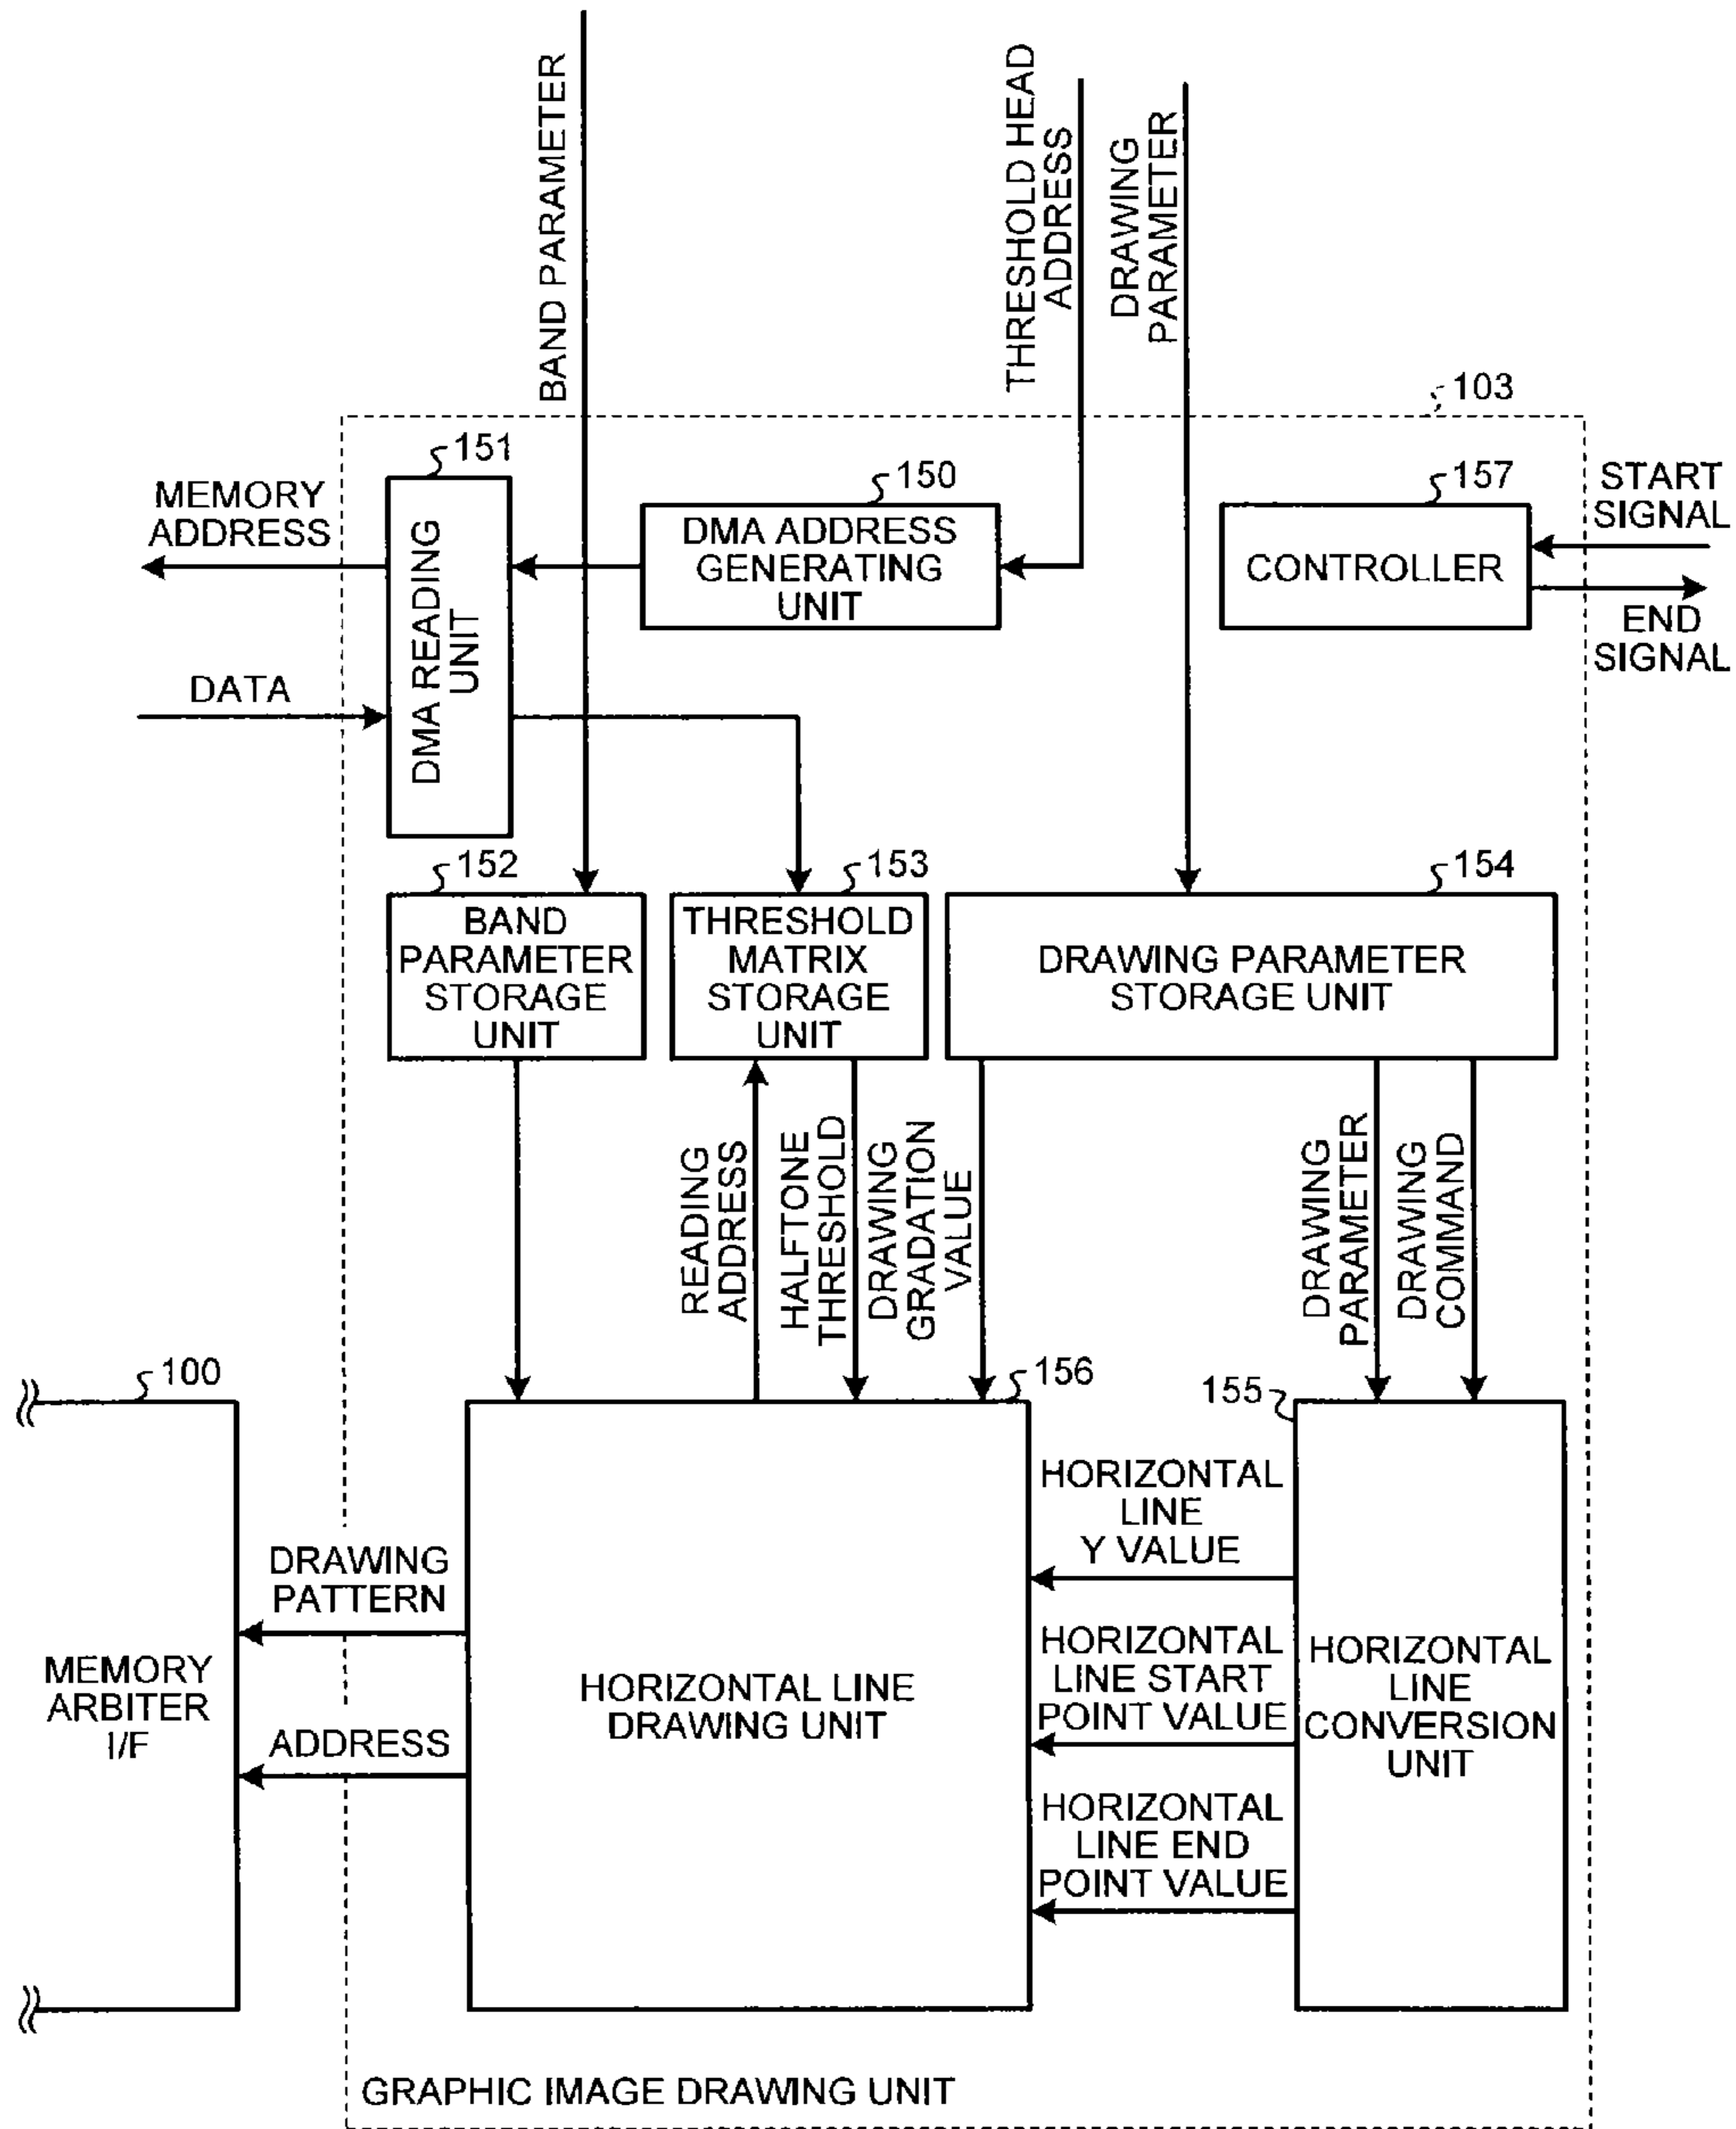 BAND PARAMETER
THRESHOLD HEAD
ADDRESS
DRAWING
PARAMETER
103
151
MEMORY
ADDRESS
DMA READING
UNIT
DATA
150
DMA ADDRESS
GENERATING
UNIT
157
CONTROLLER
START
SIGNAL
END
SIGNAL
152
BAND
PARAMETER
STORAGE
UNIT
153
THRESHOLD
MATRIX
STORAGE
UNIT
154
DRAWING PARAMETER
STORAGE UNIT
READING
ADDRESS
HALFTONE
THRESHOLD
DRAWING
GRADATION
VALUE
DRAWING
PARAMETER
DRAWING
COMMAND
100
MEMORY
ARBITER
I/F
DRAWING
PATTERN
ADDRESS
156
HORIZONTAL LINE
DRAWING UNIT
HORIZONTAL
LINE
Y VALUE
HORIZONTAL
LINE START
POINT VALUE
HORIZONTAL
LINE END
POINT VALUE
155
HORIZONTAL
LINE
CONVERSION
UNIT
GRAPHIC IMAGE DRAWING UNIT